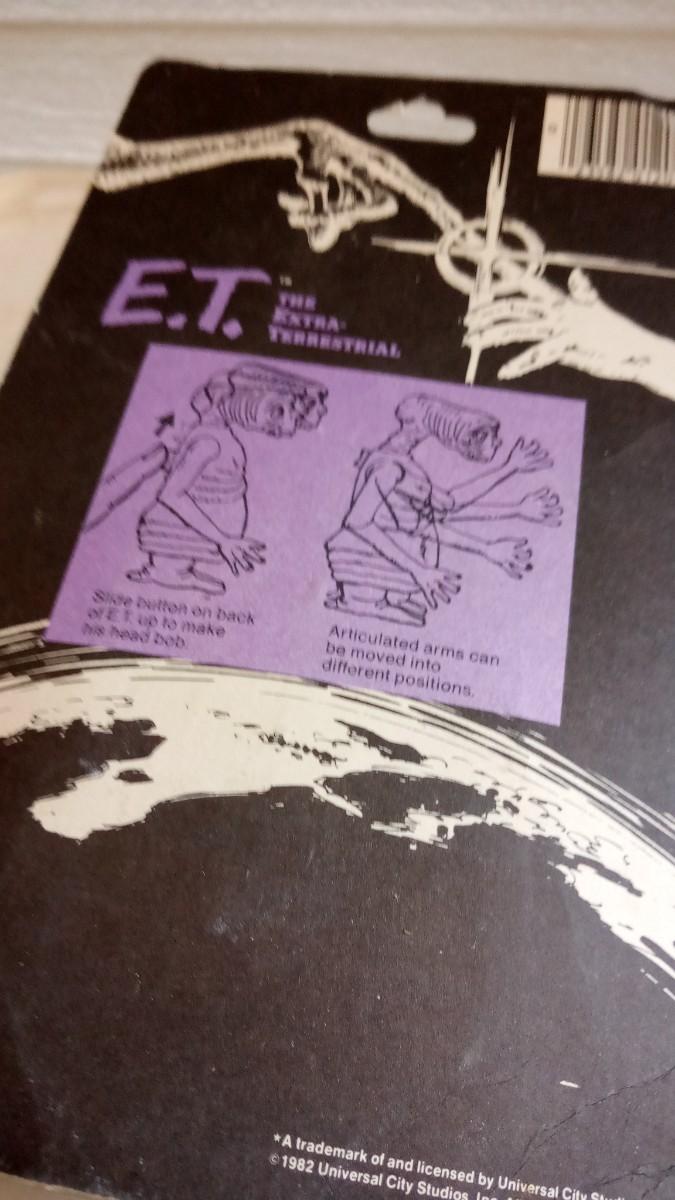 E.T.
THE
EXTRA-
TERRESTRIAL
Slide button on back
of E.T. up to make
his head bob.
Articulated arms can
be moved into
different positions.
*A trademark of and licensed by Universal City
©1982 Universal City Studios, Inc.